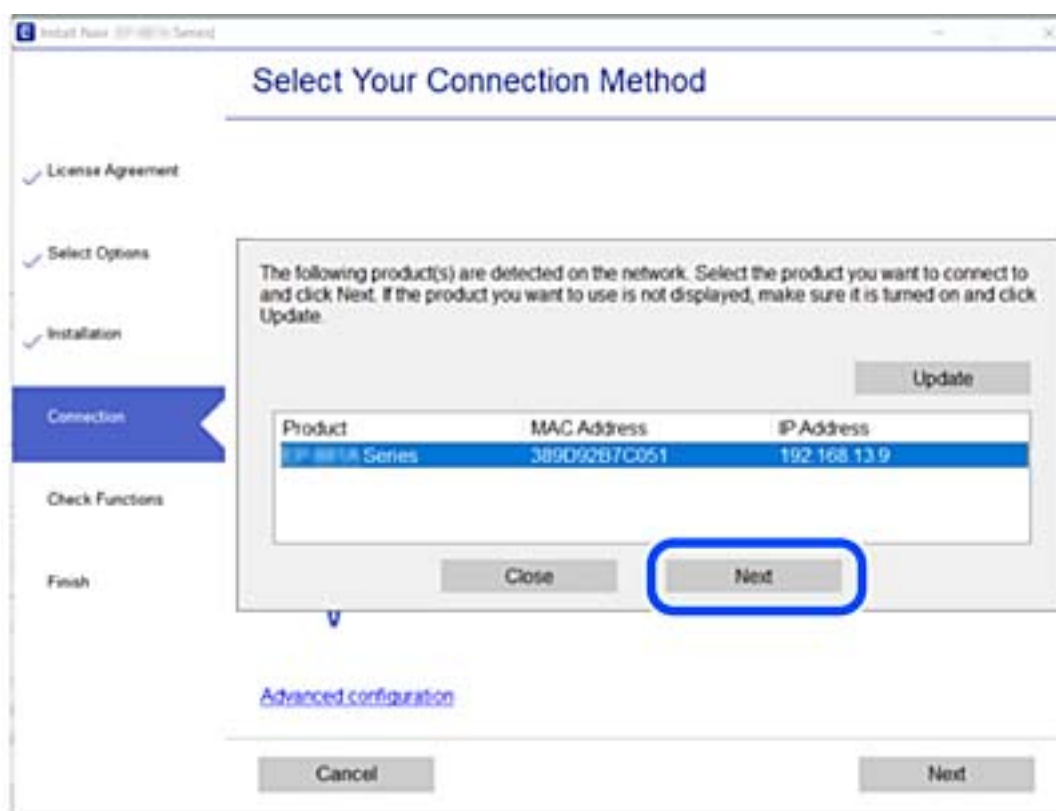 Install Navi Series]
Select Your Connection Method
License Agreement
Select Options
Installation
Connection
Check Functions
Finish
The following product(s) are detected on the network. Select the product you want to connect to
and click Next. If the product you want to use is not displayed, make sure it is turned on and click
Update.
Update
Product MAC Address IP Address
Series 389D92B7C051 192.168.13.9
Close Next
Advanced configuration
Cancel Next